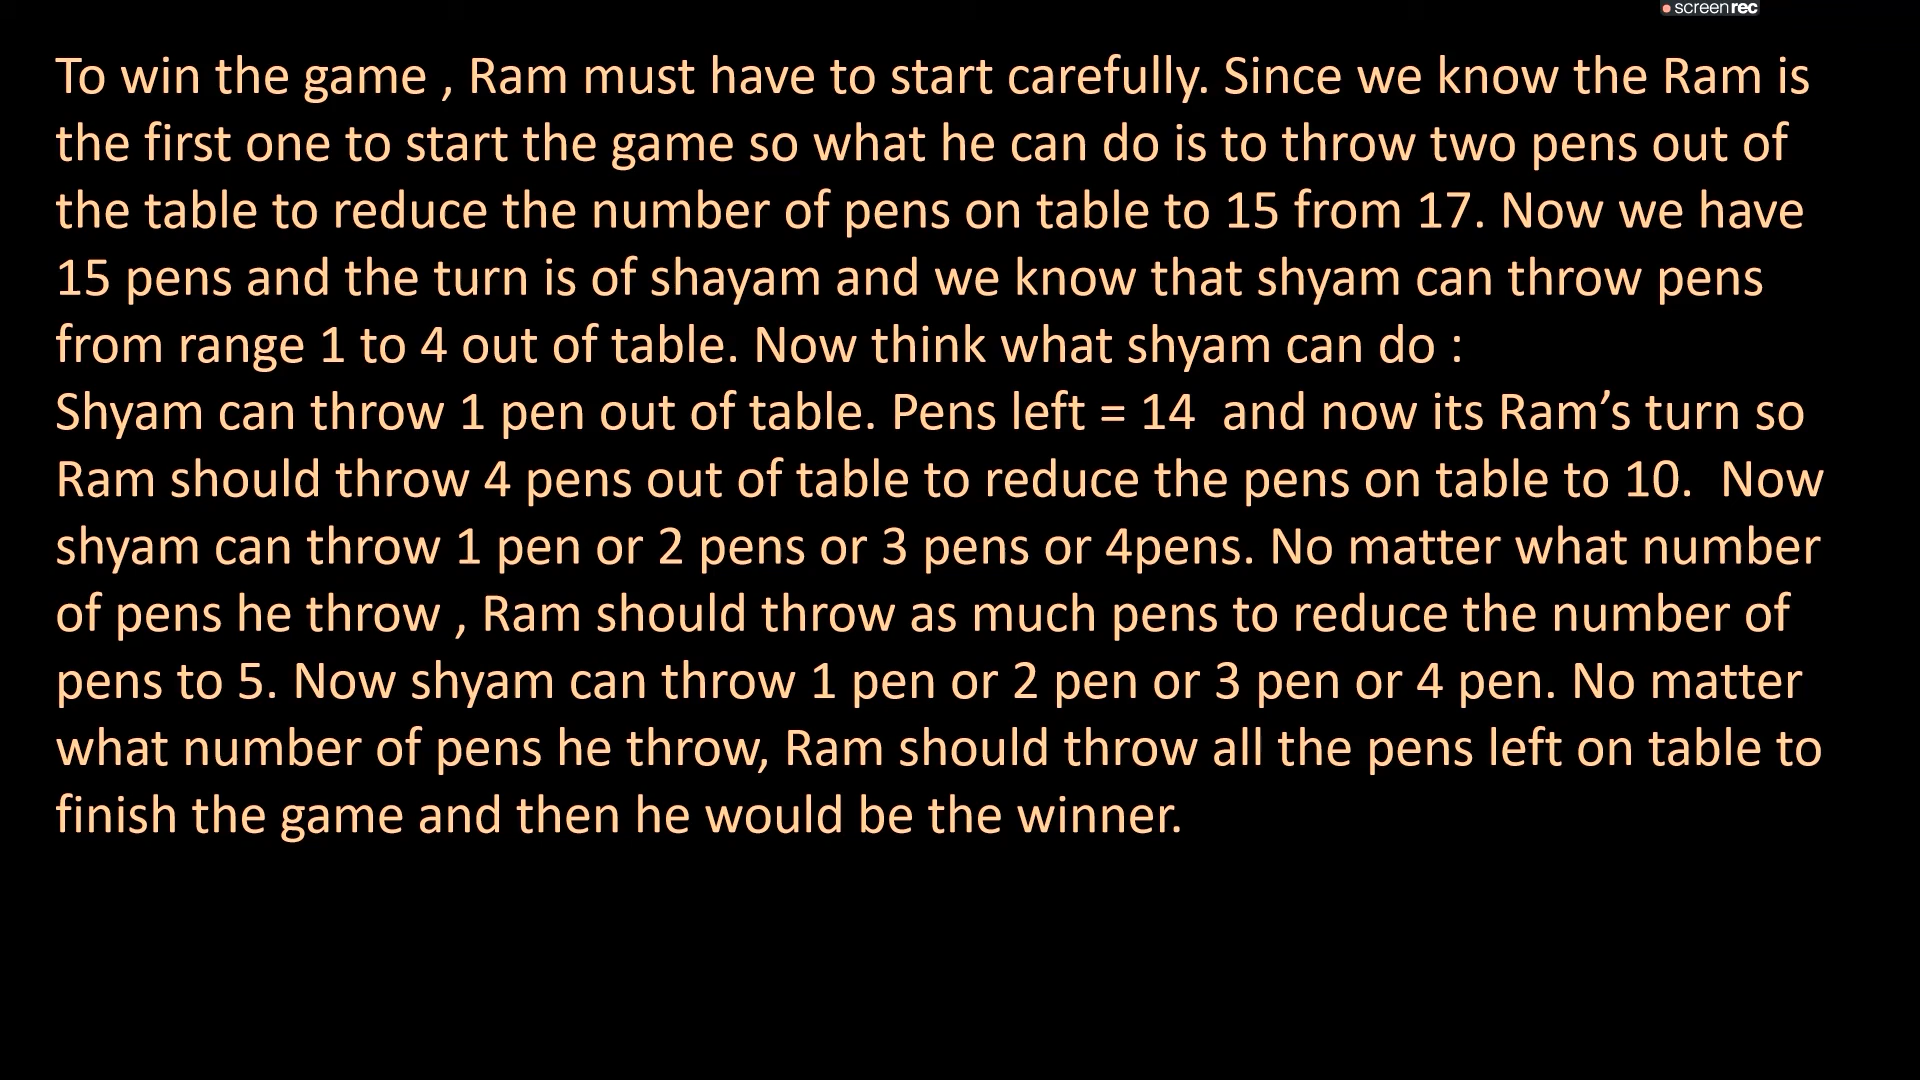 screenrec
To win the game , Ram must have to start carefully. Since we know the Ram is
the first one to start the game so what he can do is to throw two pens out of
the table to reduce the number of pens on table to 15 from 17. Now we have
15 pens and the turn is of shayam and we know that shyam can throw pens
from range 1 to 4 out of table. Now think what shyam can do :
Shyam can throw 1 pen out of table. Pens left = 14  and now its Ram’s turn so
Ram should throw 4 pens out of table to reduce the pens on table to 10.  Now
shyam can throw 1 pen or 2 pens or 3 pens or 4pens. No matter what number
of pens he throw , Ram should throw as much pens to reduce the number of
pens to 5. Now shyam can throw 1 pen or 2 pen or 3 pen or 4 pen. No matter
what number of pens he throw, Ram should throw all the pens left on table to
finish the game and then he would be the winner.